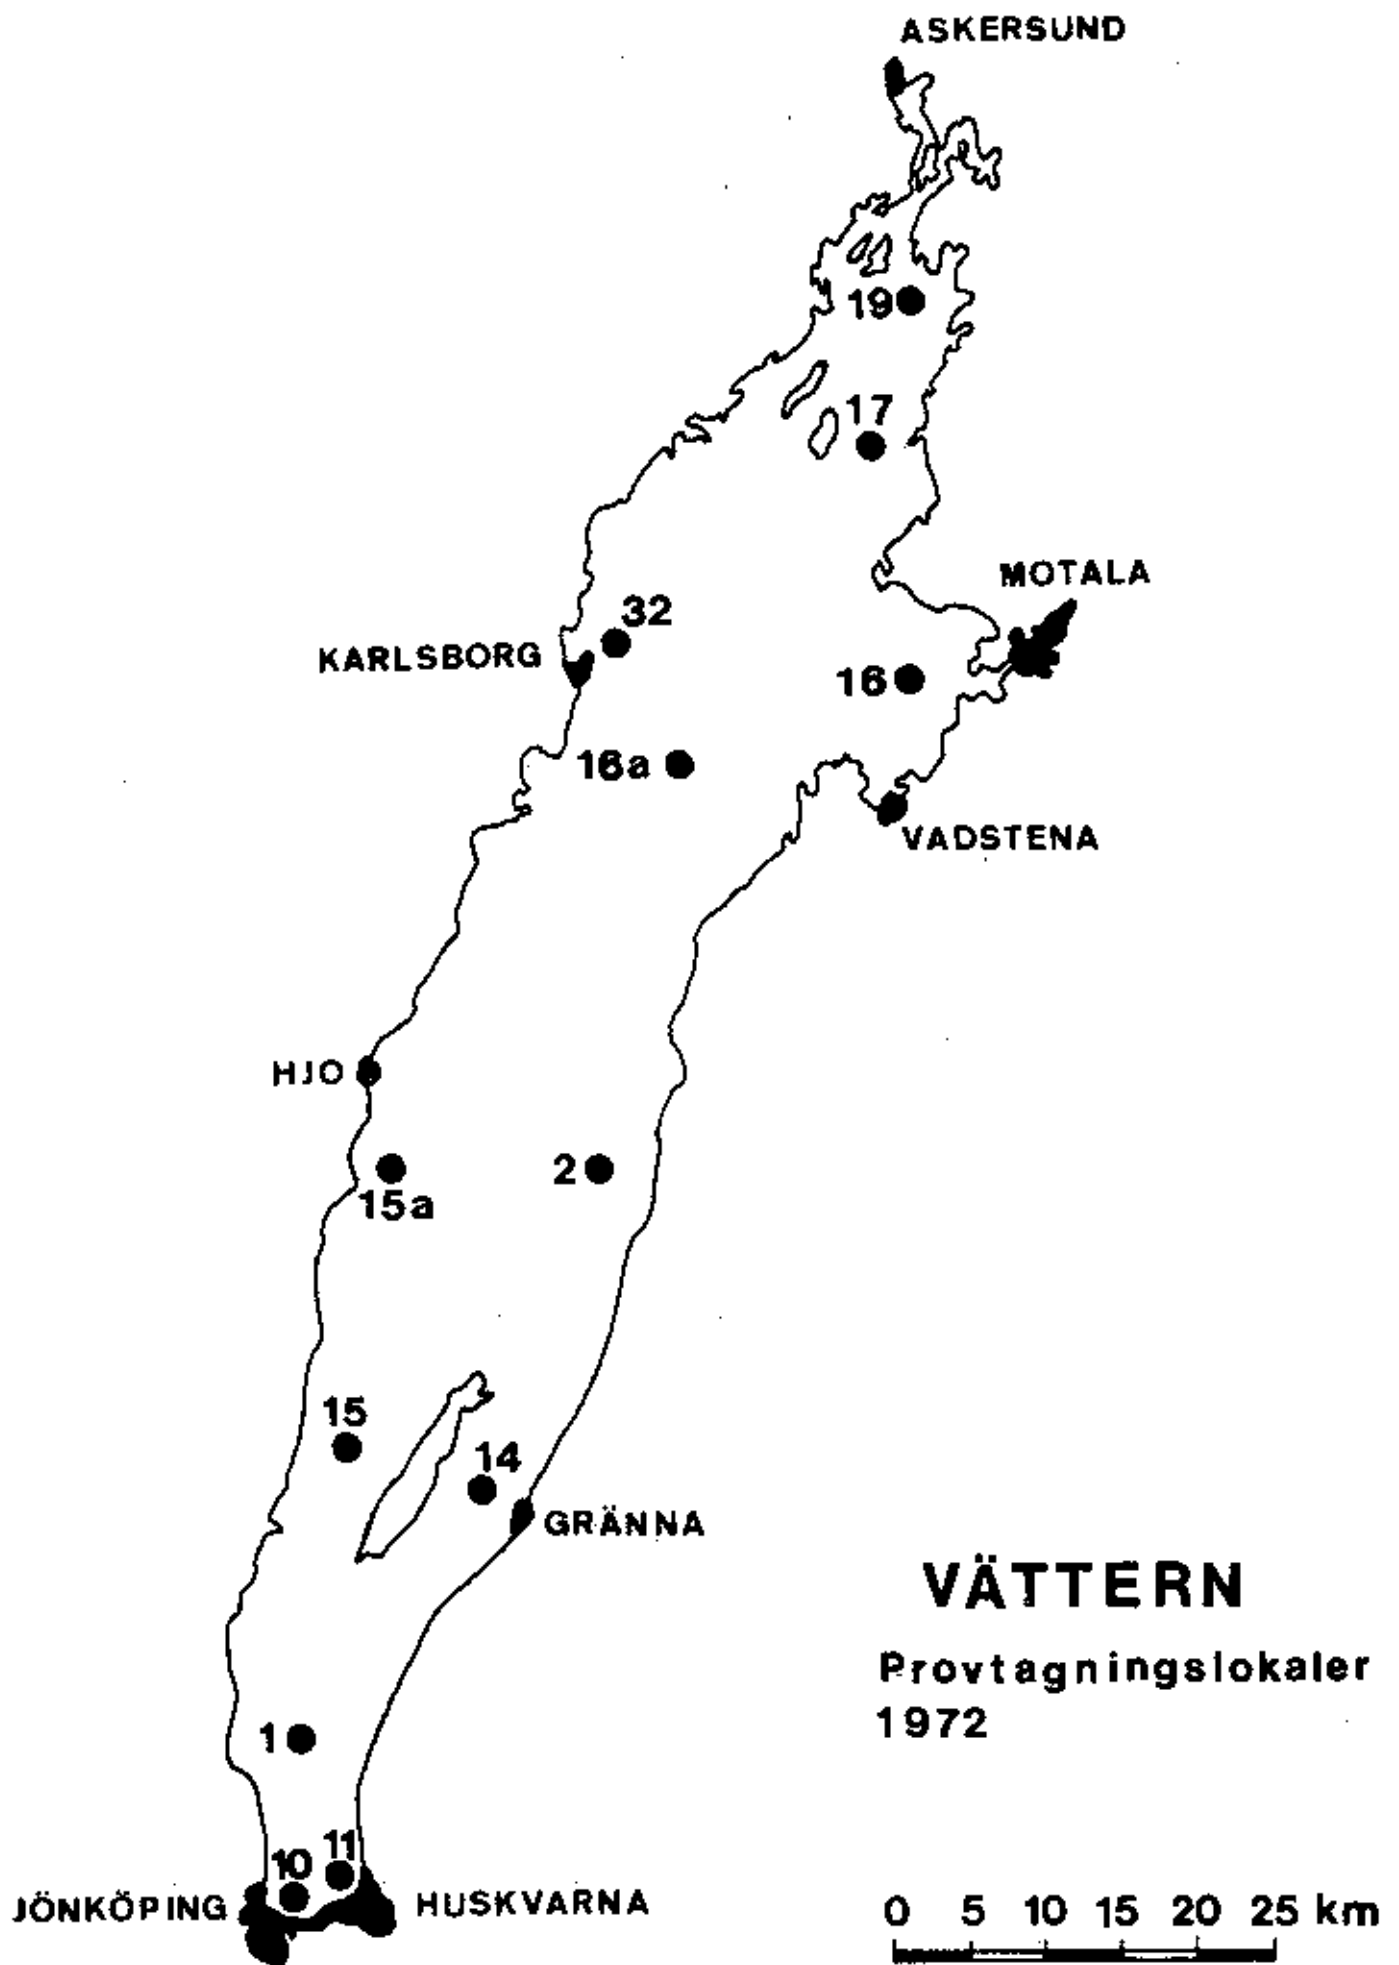 ASKERSUND
19
17
MOTALA
32
KARLSBORG
16
16a
VADSTENA
HJO
2
15a
15
14
GRÄNNA
VÄTTERN
Provtagningslokaler
1972
1
11
10
JÖNKÖPING
HUSKVARNA
0 5 10 15 20 25 km